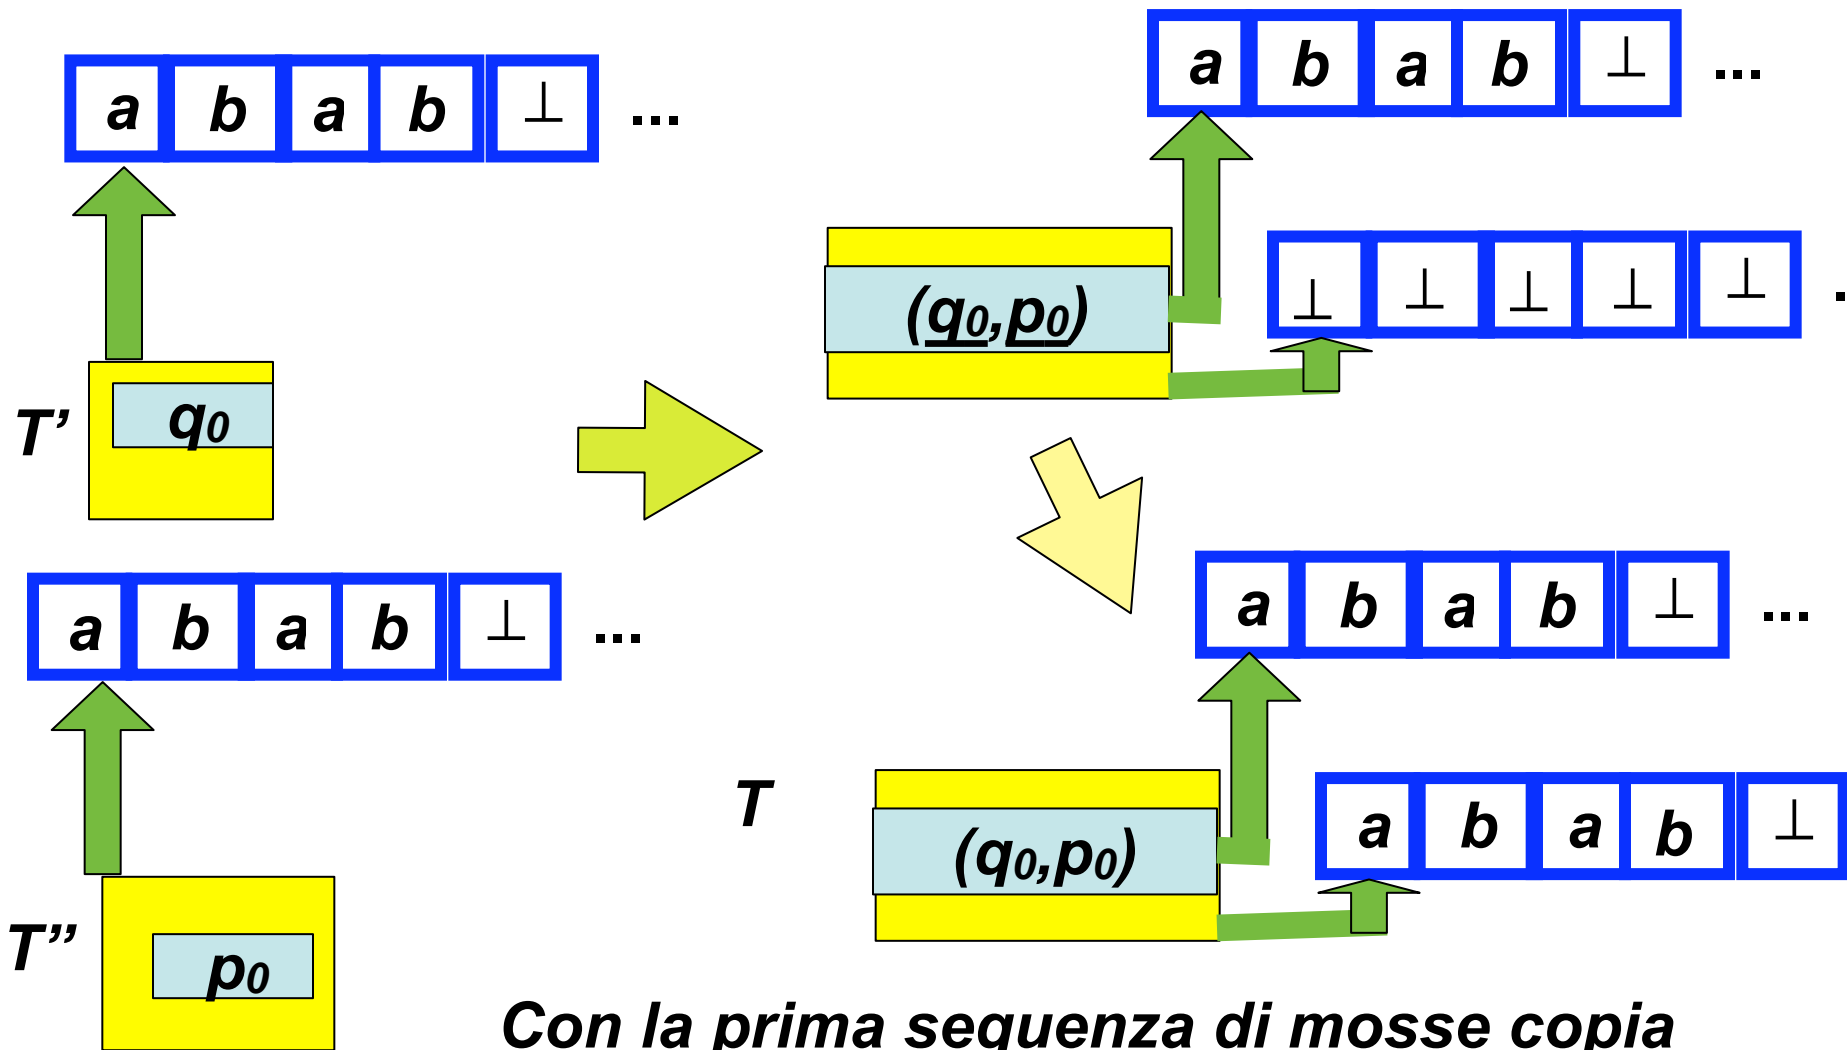 a b a b ⊥ ...
T’ q0
a b a b ⊥ ...
T” p0
a b a b ⊥ ...
⊥ ⊥ ⊥ ⊥ ⊥ .
(q0,p0)
a b a b ⊥ ...
T (q0,p0)
a b a b ⊥
Con la prima sequenza di mosse copia